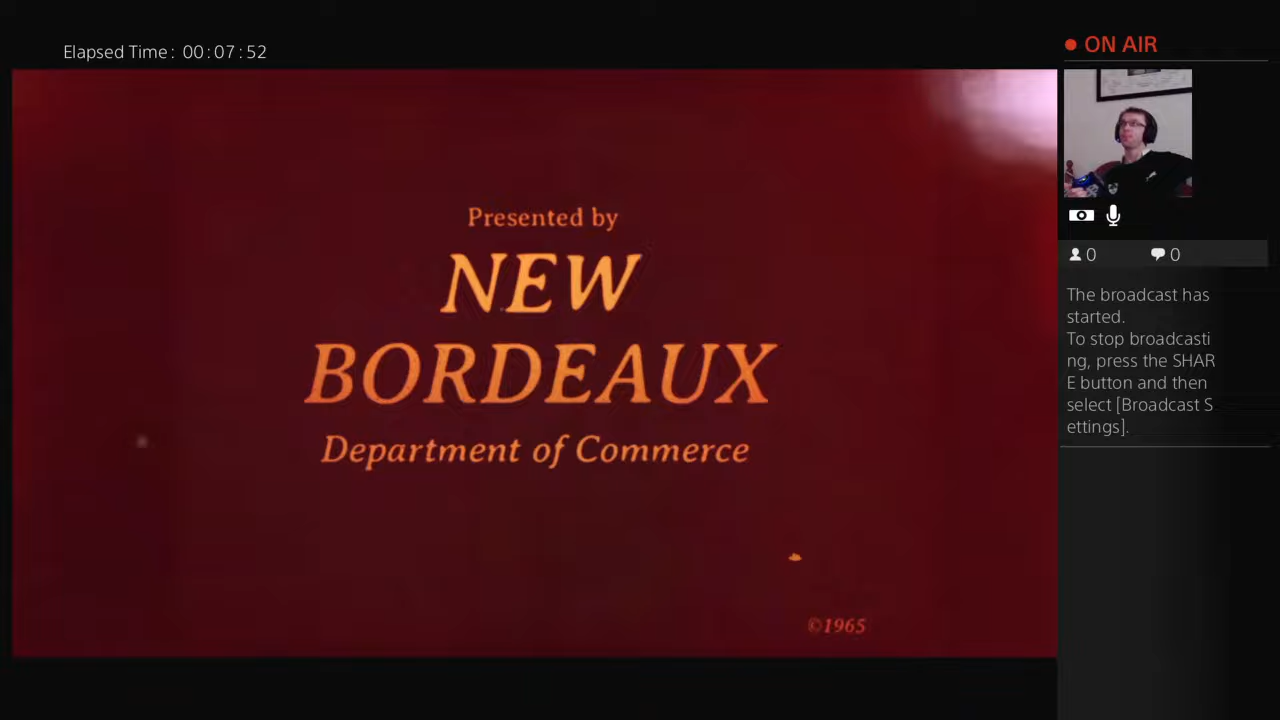 Elapsed Time: 00:07:52
ON AIR
Presented by
NEW
BORDEAUX
Department of Commerce
©1965
0 0
The broadcast has
started.
To stop broadcasti
ng, press the SHAR
E button and then
select [Broadcast S
ettings].